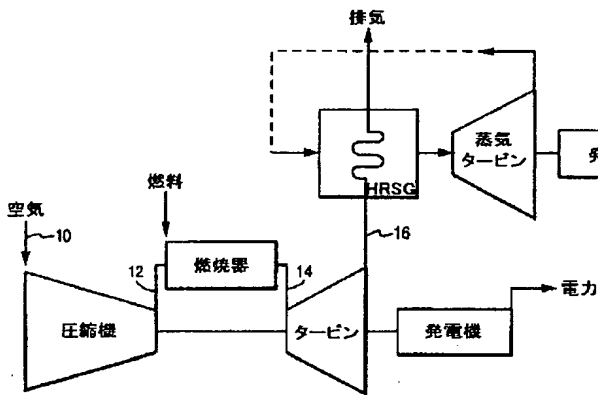 排気
蒸気
タービン
発
HRSG
燃料
空気
10
16
12
燃焼器
14
電力
圧縮機
タービン
発電機